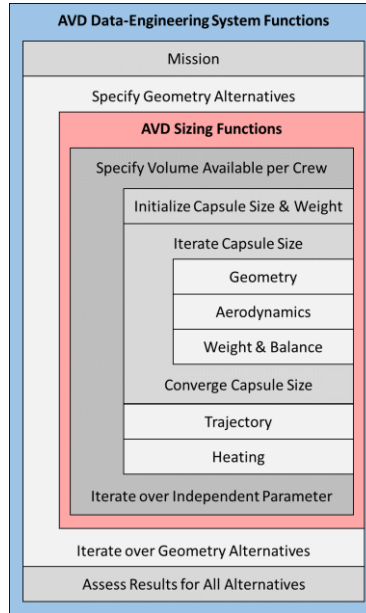 AVD Data-Engineering System Functions
Mission
Specify Geometry Alternatives
AVD Sizing Functions
Specify Volume Available per Crew
Initialize Capsule Size & Weight
Iterate Capsule Size
Geometry
Aerodynamics
Weight & Balance
Converge Capsule Size
Trajectory
Heating
Iterate over Independent Parameter
Iterate over Geometry Alternatives
Assess Results for All Alternatives